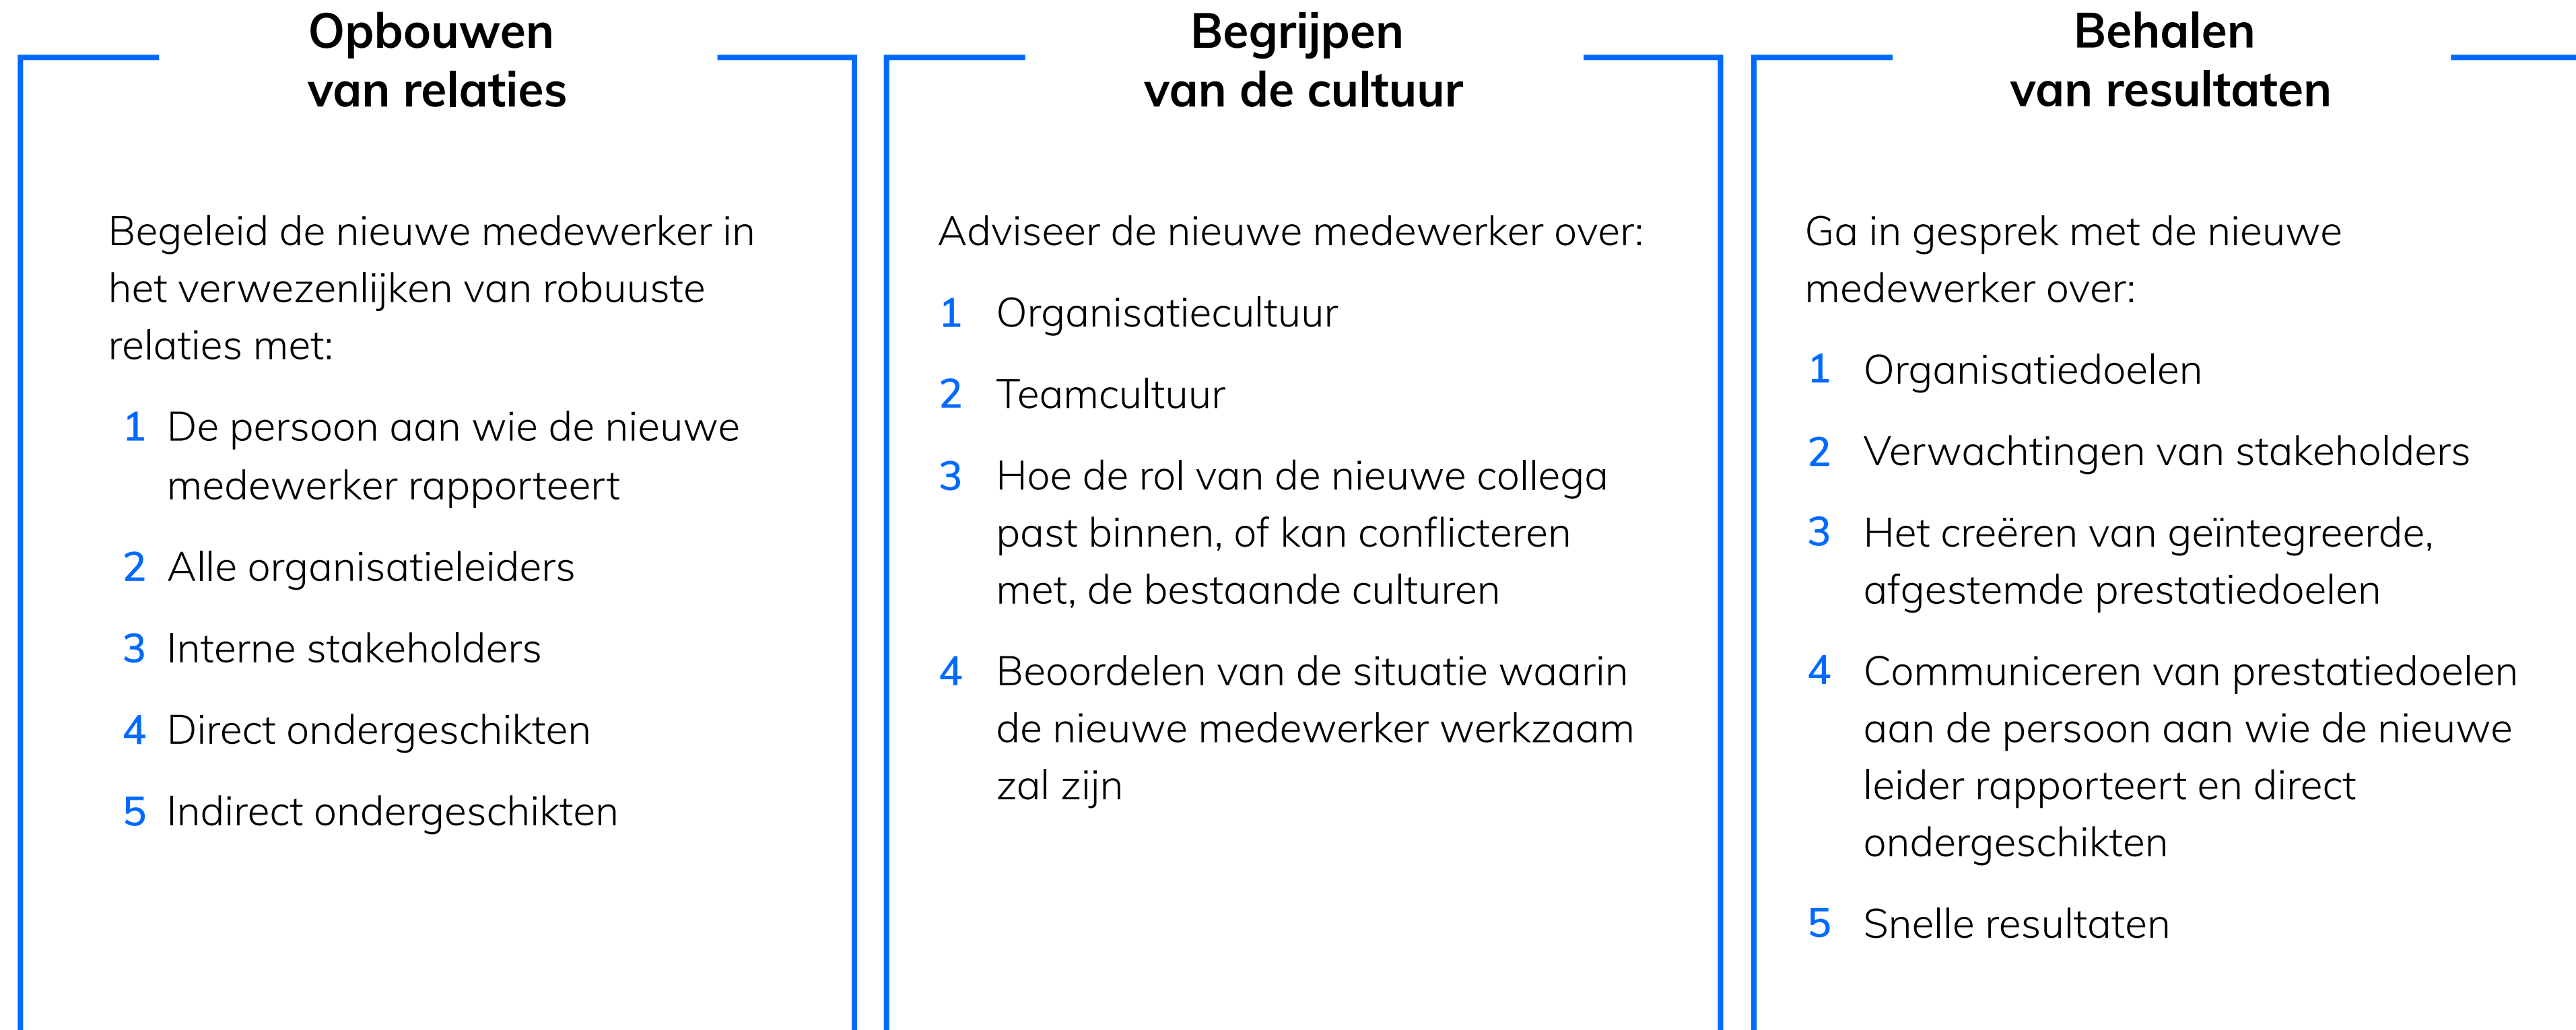 Opbouwen
van relaties
Begeleid de nieuwe medewerker in
het verwezenlijken van robuuste
relaties met:
1 De persoon aan wie de nieuwe
medewerker rapporteert
2 Alle organisatieleiders
3 Interne stakeholders
4 Direct ondergeschikten
5 Indirect ondergeschikten
Begrijpen
van de cultuur
Adviseer de nieuwe medewerker over:
1 Organisatiecultuur
2 Teamcultuur
3 Hoe de rol van de nieuwe collega
past binnen, of kan conflicteren
met, de bestaande culturen
4 Beoordelen van de situatie waarin
de nieuwe medewerker werkzaam
zal zijn
Behalen
van resultaten
Ga in gesprek met de nieuwe
medewerker over:
1 Organisatiedoelen
2 Verwachtingen van stakeholders
3 Het creëren van geïntegreerde,
afgestemde prestatiedoelen
4 Communiceren van prestatiedoelen
aan de persoon aan wie de nieuwe
leider rapporteert en direct
ondergeschikten
5 Snelle resultaten